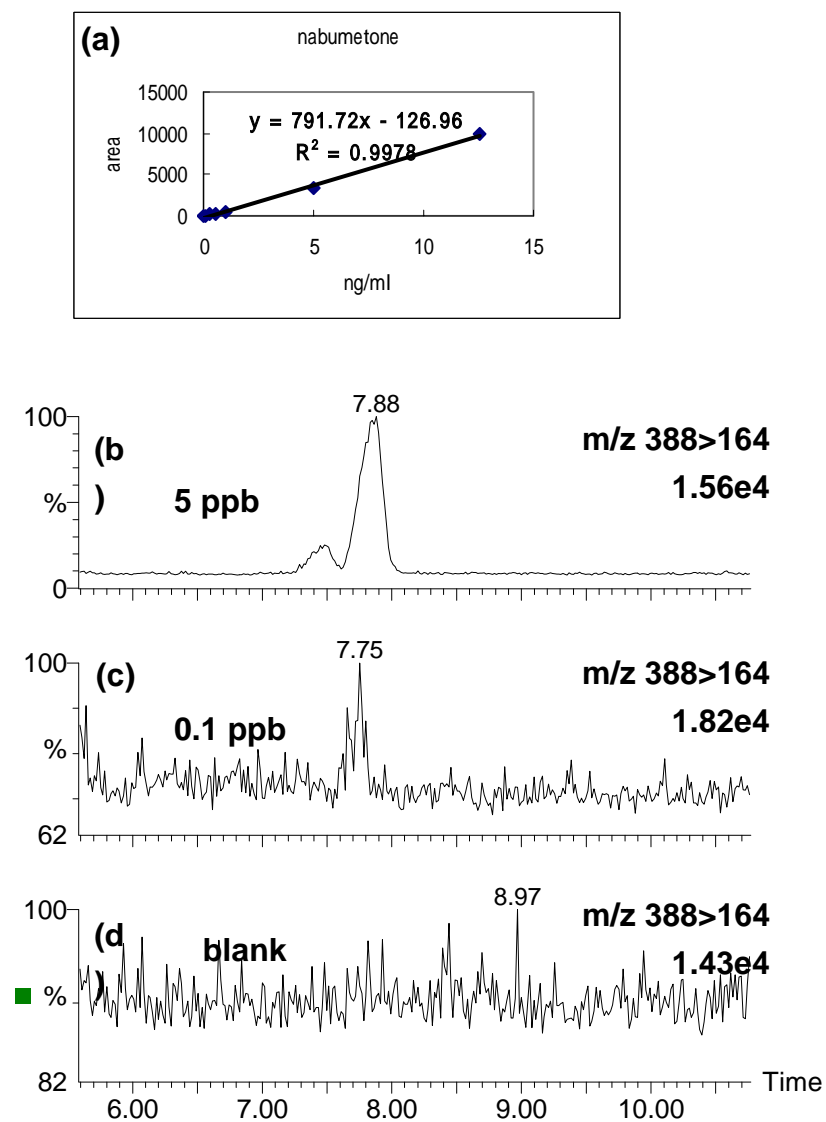 (a)
nabumetone
15000
10000
5000
0
area
y = 791.72x - 126.96
R² = 0.9978
0 5 10 15
ng/ml
7.88
100
%
0
(b
)
5 ppb
m/z 388>164
1.56e4
7.75
100
%
62
(c)
0.1 ppb
m/z 388>164
1.82e4
8.97
100
%
82
(d
)
blank
m/z 388>164
1.43e4
Time
6.00 7.00 8.00 9.00 10.00